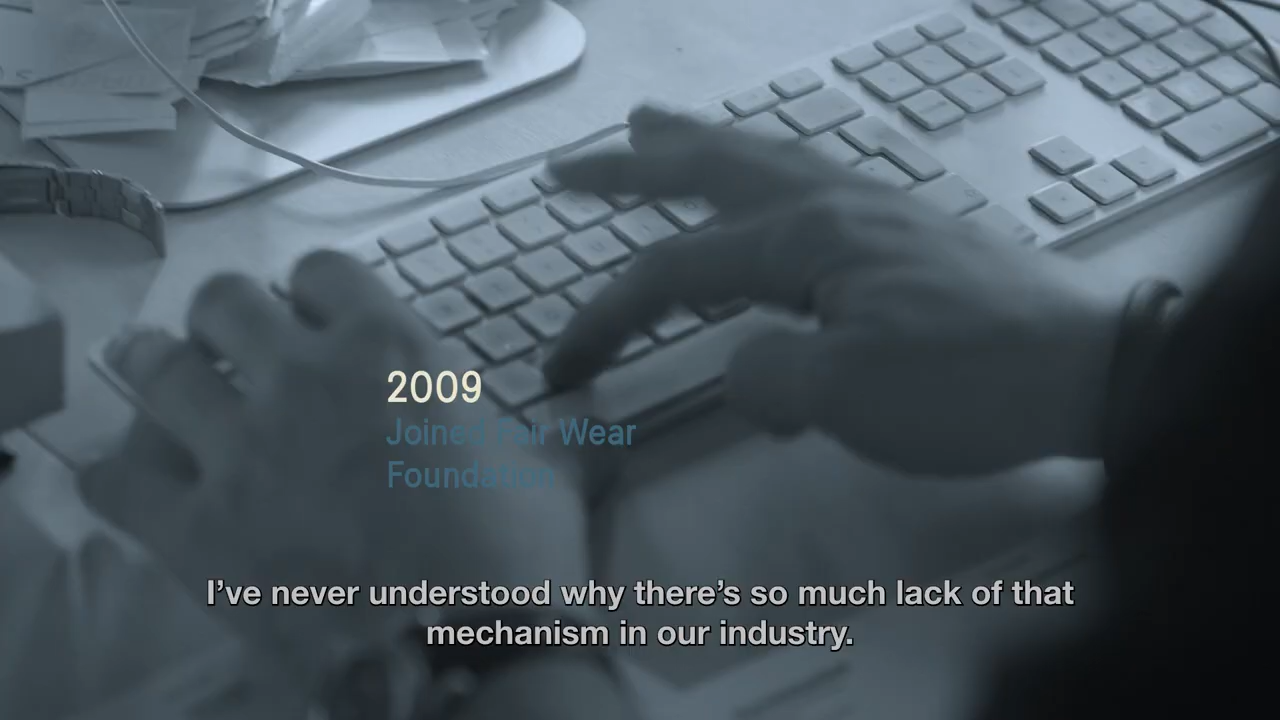 2009
Joined Fair Wear
Foundation
I've never understood why there's so much lack of that
mechanism in our industry.